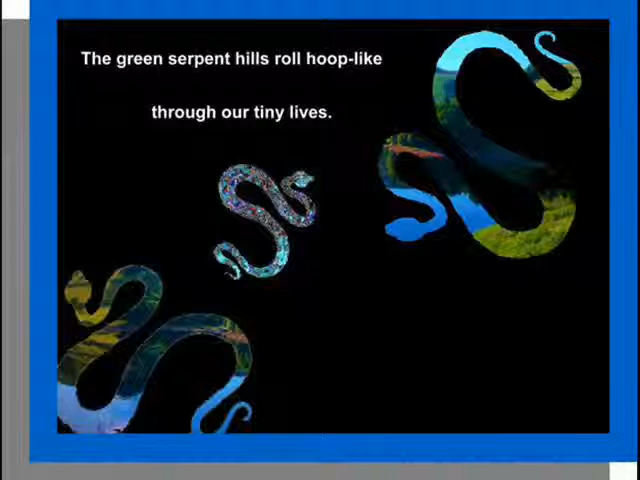 The green serpent hills roll hoop-like
through our tiny lives.